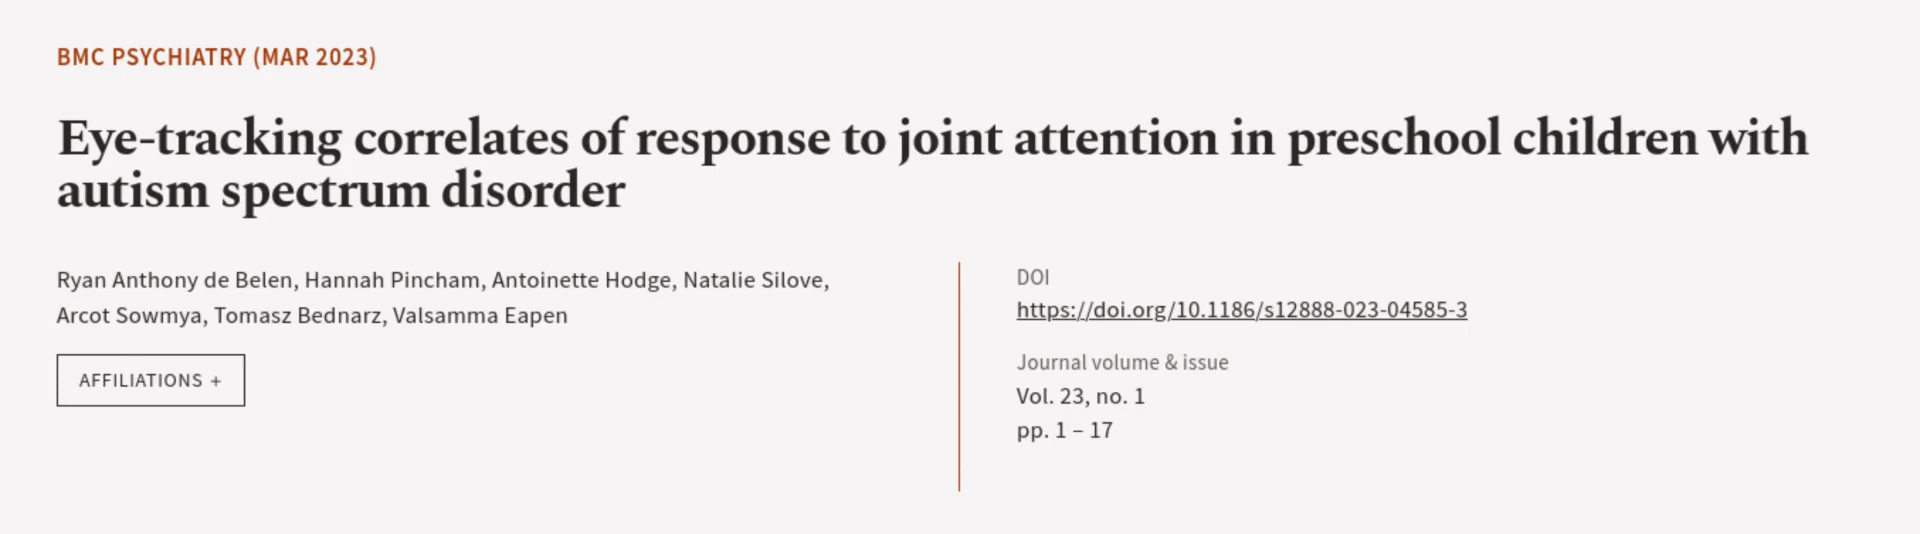 BMC PSYCHIATRY (MAR 2023)
Eye-tracking correlates of response to joint attention in preschool children with
autism spectrum disorder
Ryan Anthony de Belen, Hannah Pincham, Antoinette Hodge, Natalie Silove,
Arcot Sowmya, Tomasz Bednarz, Valsamma Eapen
AFFILIATIONS +
DOI
https://doi.org/10.1186/s12888-023-04585-3
Journal volume & issue
Vol. 23, no. 1
pp. 1 – 17